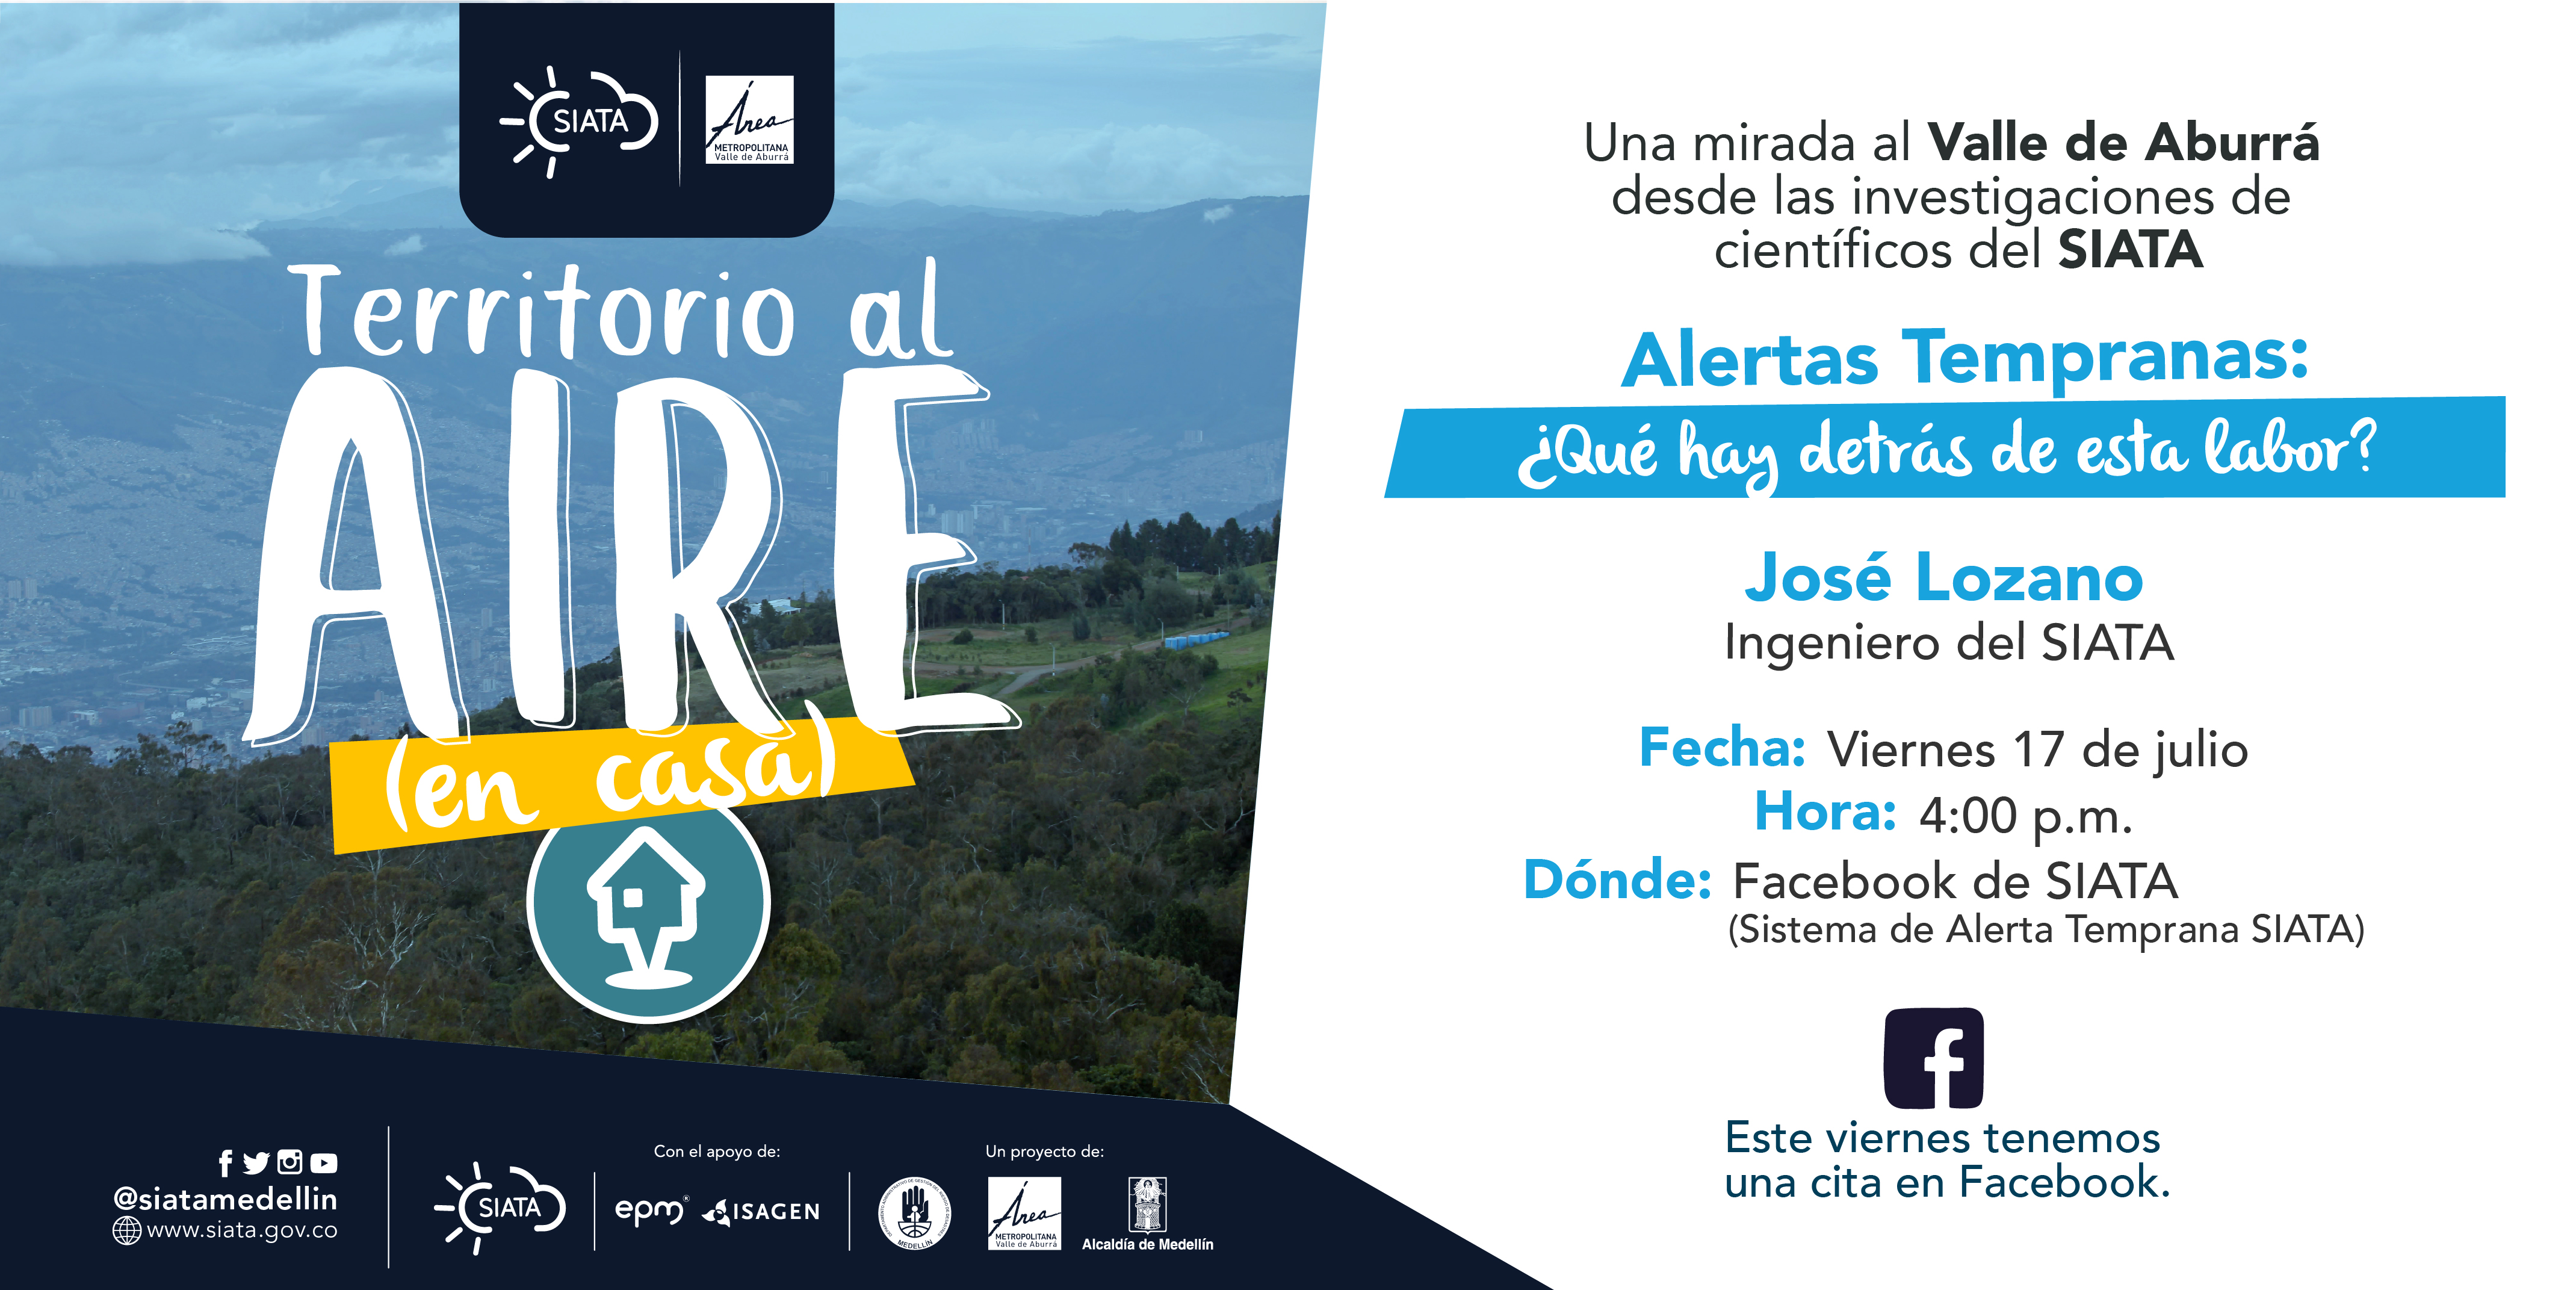 SIATA
Área
METROPOLITANA
Valle de Aburrá
Territorio al
AIRE
(en casa)
Una mirada al Valle de Aburrá
desde las investigaciones de
científicos del SIATA
Alertas Tempranas:
¿Qué hay detrás de esta labor?
José Lozano
Ingeniero del SIATA
Fecha: Viernes 17 de julio
Hora: 4:00 p.m.
Dónde: Facebook de SIATA
(Sistema de Alerta Temprana SIATA)
Este viernes tenemos
una cita en Facebook.
@siatamedellin
www.siata.gov.co
SIATA
Con el apoyo de:
epm®
ISAGEN
Un proyecto de:
MEDELLÍN
Área
METROPOLITANA
Valle de Aburrá
Alcaldía de Medellín